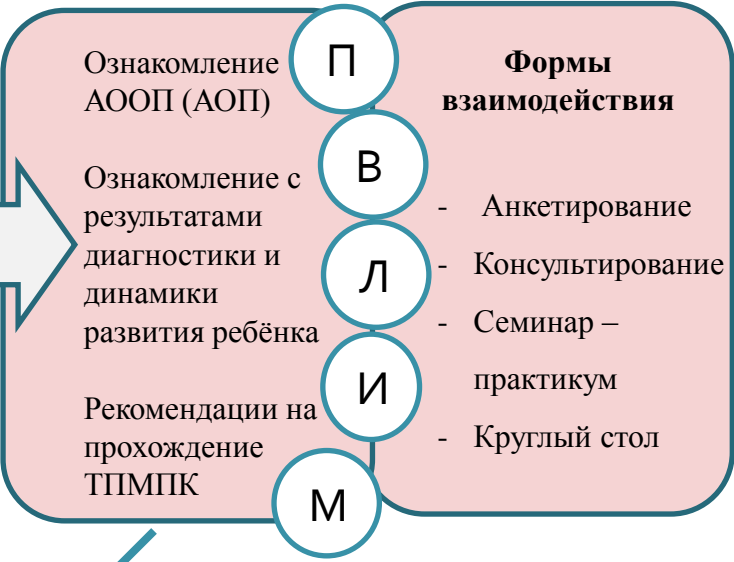 Ознакомление
АООП (АОП)
Ознакомление с
результатами
диагностики и
динамики
развития ребёнка
Рекомендации на
прохождение
ТПМПК
П
В
Л
И
М
Формы
взаимодействия
- Анкетирование
- Консультирование
- Семинар –
практикум
- Круглый стол